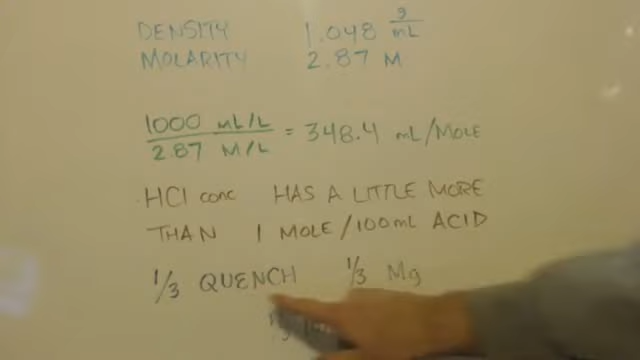 DENSITY 1.048 g/mL
MOLARITY 2.87 M
1000 mL/L
2.87 M/L
= 348.4 mL/MOLE
HCl conc HAS A LITTLE MORE
THAN 1 MOLE/100mL ACID
1/3 QUENCH 1/3 Mg